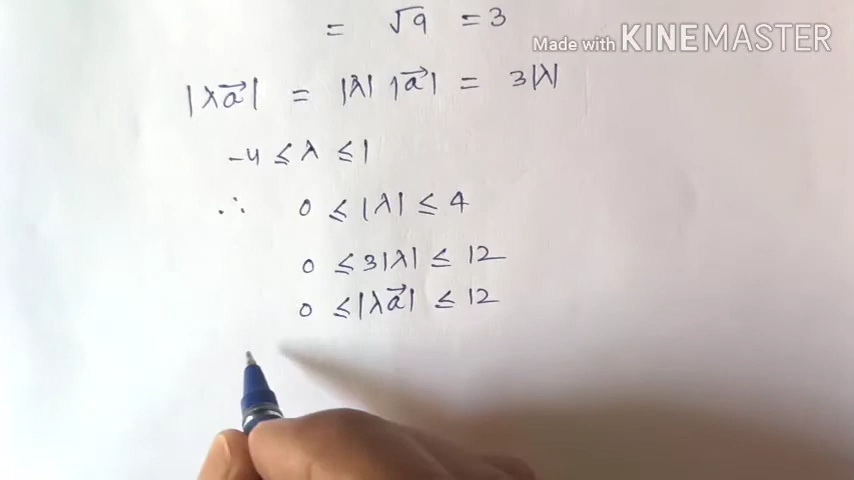 = √9 = 3
Made with KINEMASTER
|λa⃗| = |λ| |a⃗| = 3|λ|
-4 ≤ λ ≤ 1
∴ 0 ≤ |λ| ≤ 4
0 ≤ 3|λ| ≤ 12
0 ≤ |λa⃗| ≤ 12